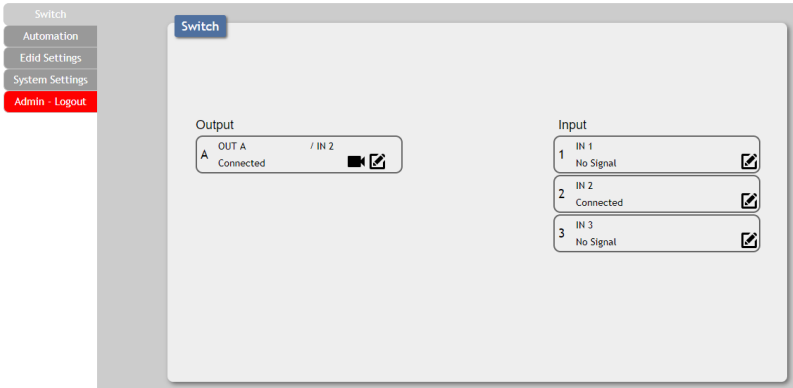 Switch
Automation
Edid Settings
System Settings
Admin - Logout
Switch
Output
A
OUT A / IN 2
Connected
Input
1
IN 1
No Signal
2
IN 2
Connected
3
IN 3
No Signal